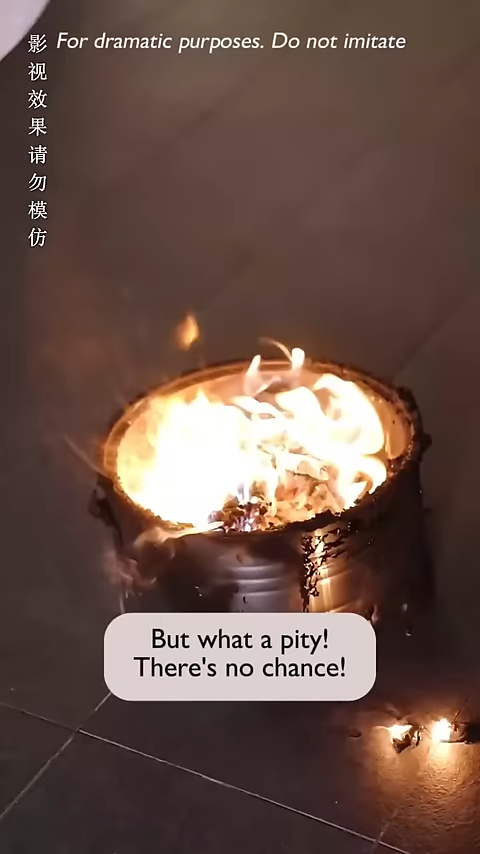 For dramatic purposes. Do not imitate
影视效果请勿模仿
But what a pity!
There's no chance!